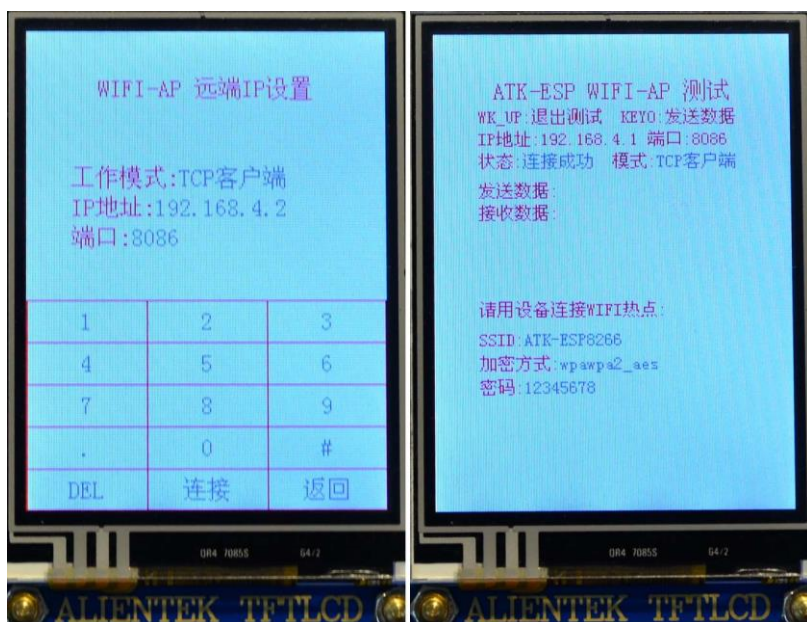 WIFI-AP 远端IP设置
工作模式:TCP客户端
IP地址:192.168.4.2
端口:8086
1 2 3
4 5 6
7 8 9
. 0 #
DEL 连接 返回
QR4 7085S G4/2
ALIENTEK TFTLCD
ATK-ESP WIFI-AP 测试
WK_UP:退出测试 KEY0:发送数据
IP地址:192.168.4.1 端口:8086
状态:连接成功 模式:TCP客户端
发送数据:
接收数据:
请用设备连接WIFI热点:
SSID:ATK-ESP8266
加密方式:wpawpa2_aes
密码:12345678
QR4 7085S G4/2
ALIENTEK TFTLCD